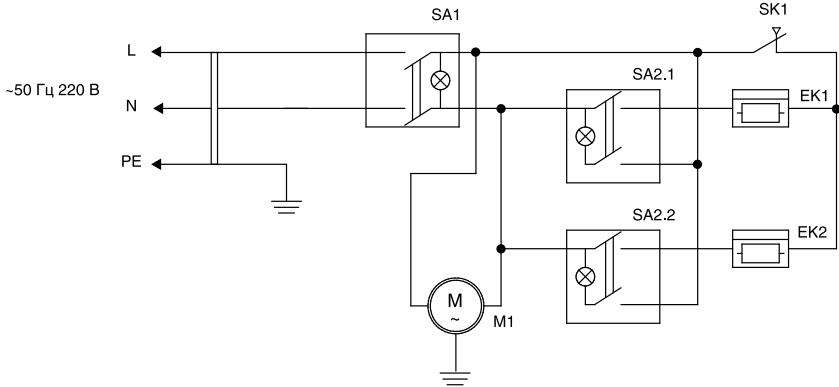 SA1
SK1
L
SA2.1
~50 Гц 220 В
EK1
N
PE
SA2.2
EK2
M
~
M1